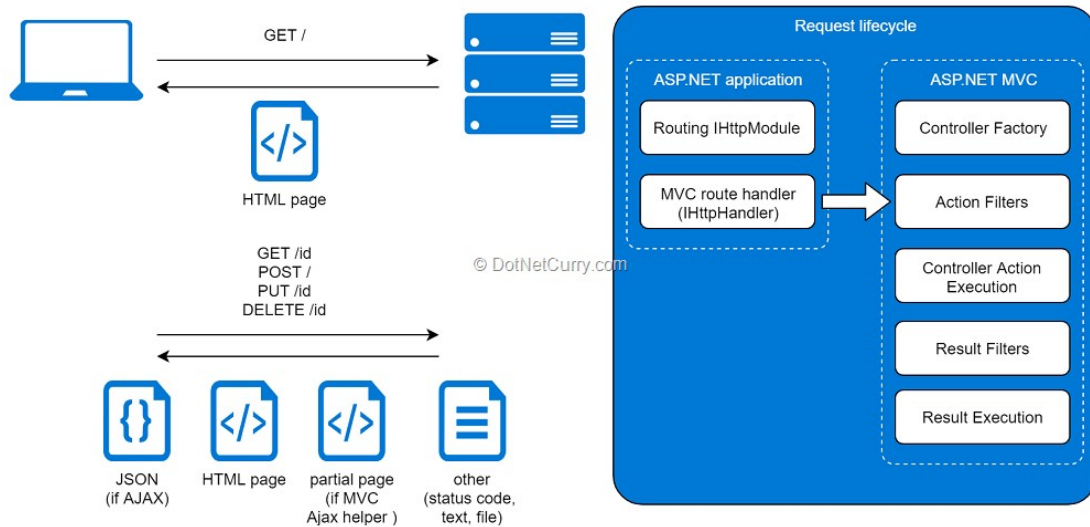 GET /
HTML page
GET /id
POST /
PUT /id
DELETE /id
JSON
(if AJAX)
HTML page
partial page
(if MVC
Ajax helper )
other
(status code,
text, file)
© DotNetCurry.com
Request lifecycle
ASP.NET application
Routing IHttpModule
MVC route handler
(IHttpHandler)
ASP.NET MVC
Controller Factory
Action Filters
Controller Action
Execution
Result Filters
Result Execution